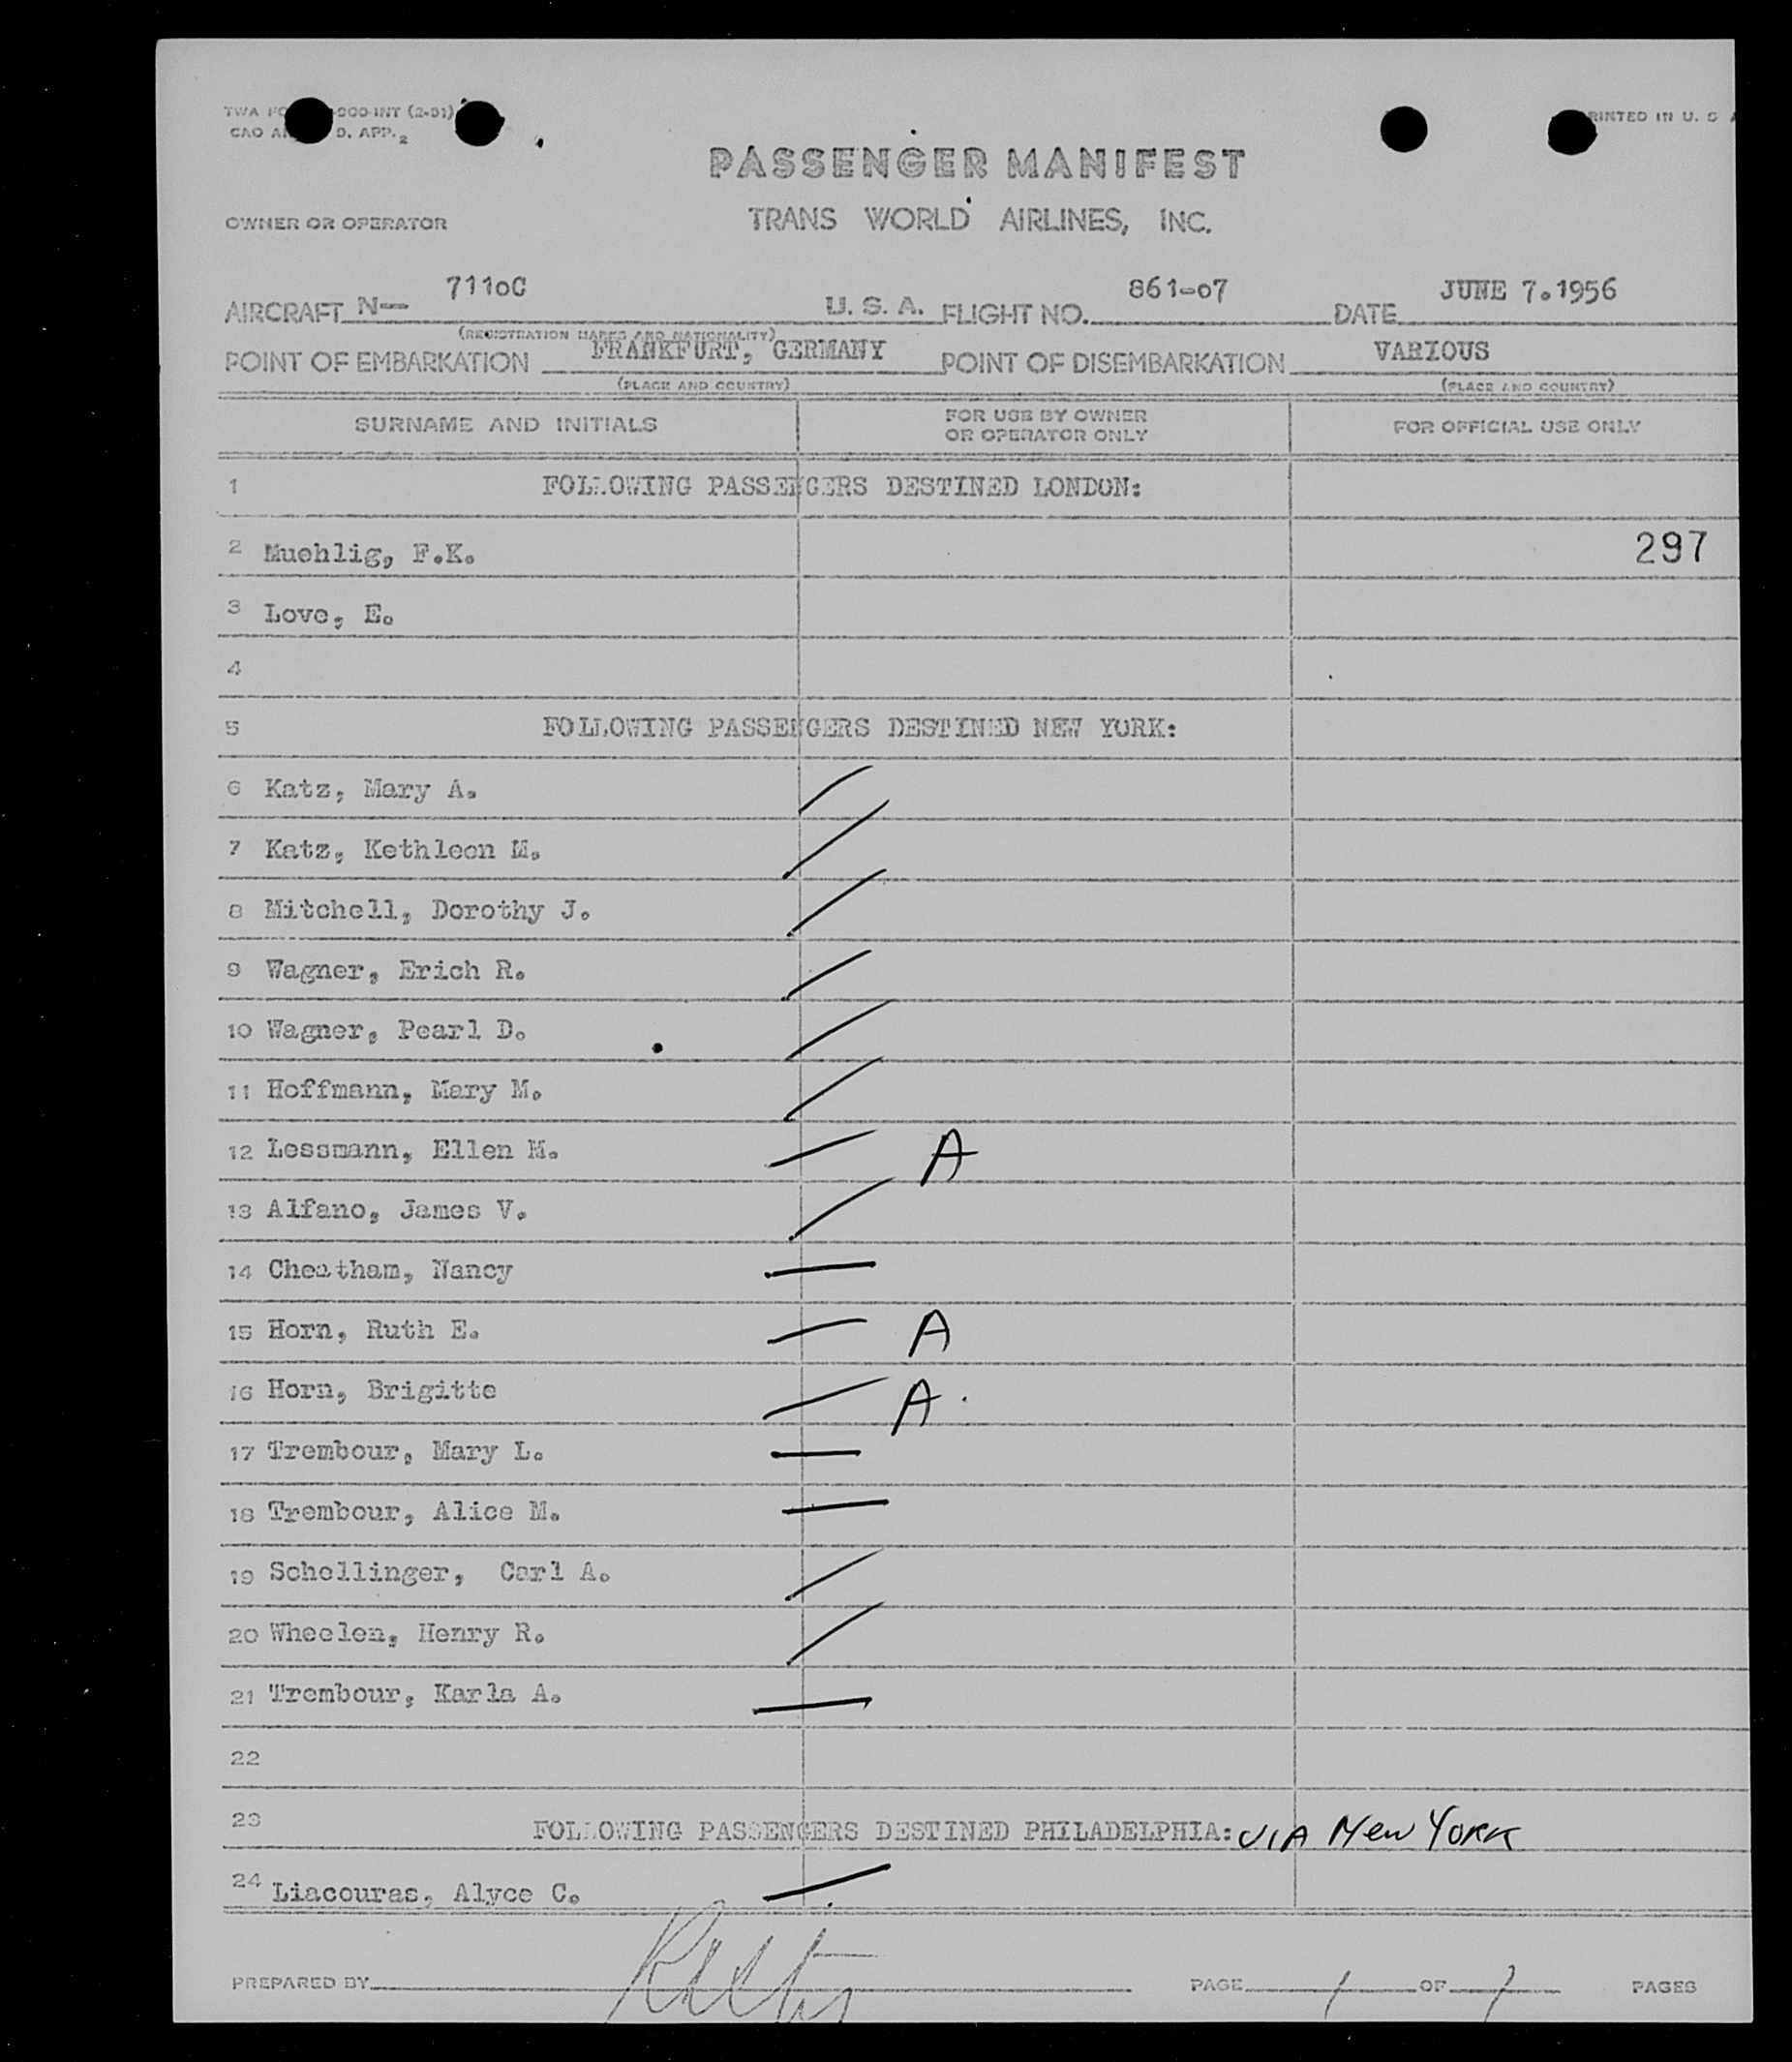 TWA FO -000-INT (2-51) PRINTED IN U. S A
CAO AN D. APP. 2
PASSENGER MANIFEST
OWNER OR OPERATOR TRANS WORLD AIRLINES, INC.
AIRCRAFT N— 7110C U. S. A. FLIGHT NO. 861-07 DATE JUNE 7.1956
(REGISTRATION MARKS AND NATIONALITY)
POINT OF EMBARKATION FRANKFURT, GERMANY POINT OF DISEMBARKATION VARIOUS
(PLACE AND COUNTRY) (PLACE AND COUNTRY)
SURNAME AND INITIALS FOR USE BY OWNER OR OPERATOR ONLY FOR OFFICIAL USE ONLY
1 FOLLOWING PASSENGERS DESTINED LONDON:
2 Muehlig, F.K. 297
3 Love, E.
4
5 FOLLOWING PASSENGERS DESTINED NEW YORK:
6 Katz, Mary A.
7 Katz, Kethleen M.
8 Mitchell, Dorothy J.
9 Wagner, Erich R.
10 Wagner, Pearl D.
11 Hoffmann, Mary M.
12 Lessmann, Ellen M. A
13 Alfano, James V.
14 Cheatham, Nancy
15 Horn, Ruth E. A
16 Horn, Brigitte A
17 Trembour, Mary L.
18 Trembour, Alice M.
19 Schellinger, Carl A.
20 Wheelen, Henry R.
21 Trembour, Karla A.
22
23 FOLLOWING PASSENGERS DESTINED PHILADELPHIA: VIA New York
24 Liacouras, Alyce C.
PREPARED BY PAGE 1 OF 1 PAGES